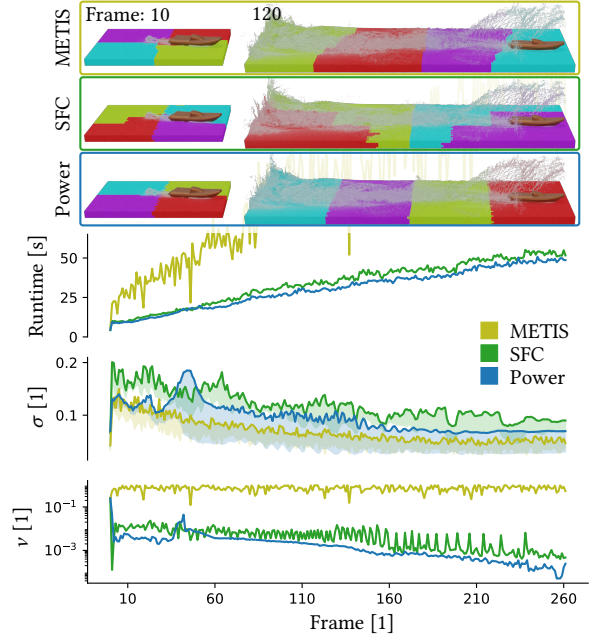 Frame: 10
120
METIS
SFC
Power
Runtime [s]
50
25
0
METIS
SFC
Power
σ [1]
0.2
0.1
ν [1]
10⁻¹
10⁻³
10
60
110
160
210
260
Frame [1]